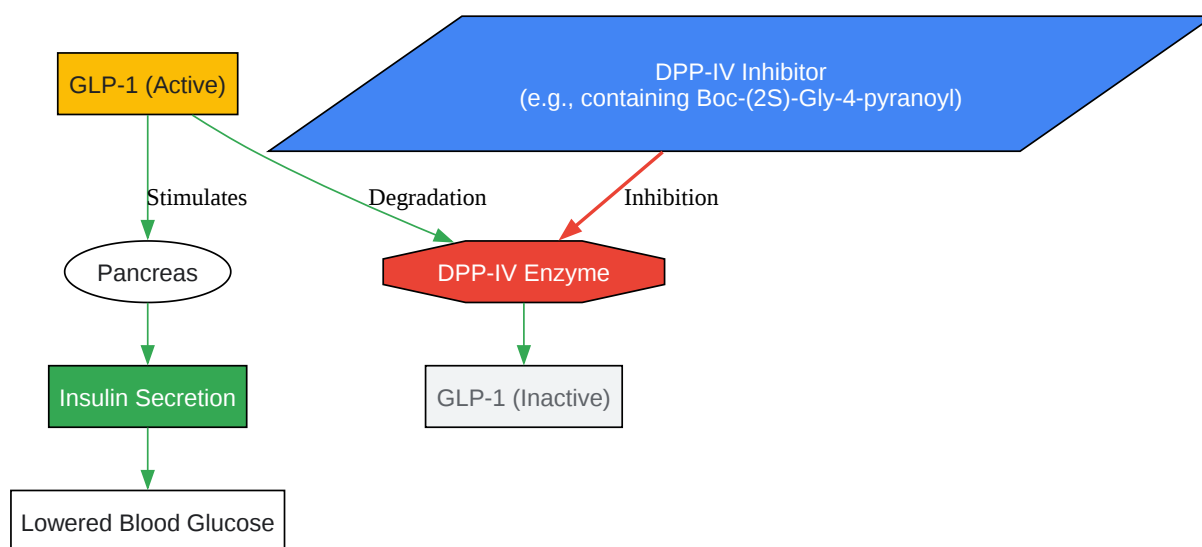 GLP-1 (Active)
DPP-IV Inhibitor
(e.g., containing Boc-(2S)-Gly-4-pyranoyl)
Stimulates
Degradation
Inhibition
Pancreas
DPP-IV Enzyme
Insulin Secretion
GLP-1 (Inactive)
Lowered Blood Glucose